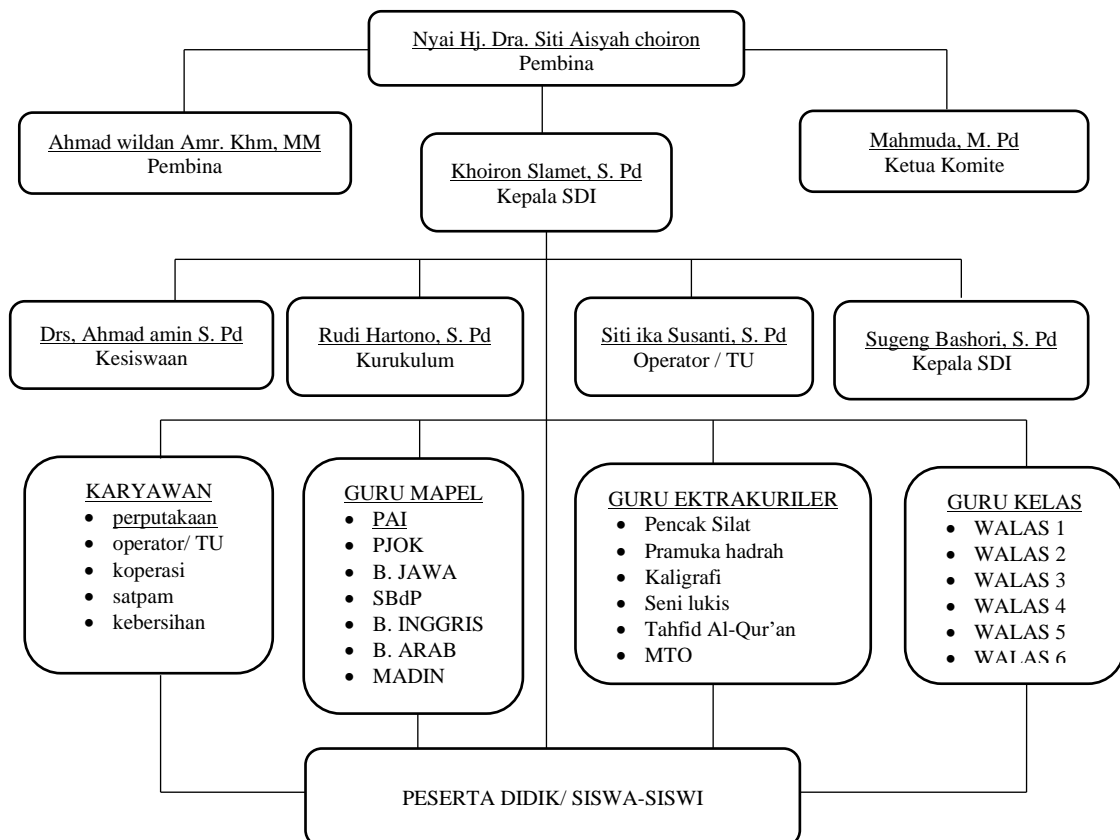 Nyai Hj. Dra. Siti Aisyah choiron
Pembina
Ahmad wildan Amr. Khm, MM
Pembina
Khoiron Slamet, S. Pd
Kepala SDI
Mahmuda, M. Pd
Ketua Komite
Drs, Ahmad amin S. Pd
Kesiswaan
Rudi Hartono, S. Pd
Kurukulum
Siti ika Susanti, S. Pd
Operator / TU
Sugeng Bashori, S. Pd
Kepala SDI
KARYAWAN
• perputakaan
• operator/ TU
• koperasi
• satpam
• kebersihan
GURU MAPEL
• PAI
• PJOK
• B. JAWA
• SBdP
• B. INGGRIS
• B. ARAB
• MADIN
GURU EKTRAKURILER
• Pencak Silat
• Pramuka hadrah
• Kaligrafi
• Seni lukis
• Tahfid Al-Qur’an
• MTO
GURU KELAS
• WALAS 1
• WALAS 2
• WALAS 3
• WALAS 4
• WALAS 5
• WALAS 6
PESERTA DIDIK/ SISWA-SISWI